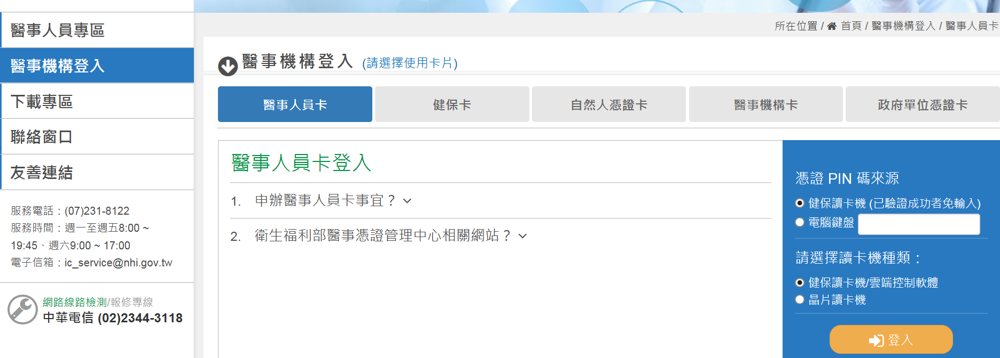 醫事人員專區
醫事機構登入
下載專區
聯絡窗口
友善連結
服務電話：(07)231-8122
服務時間：週一至週五8:00 ~
19:45、週六9:00 ~ 17:00
電子信箱：ic_service@nhi.gov.tw
網路線路檢測/報修專線
中華電信 (02)2344-3118
所在位置 / 首頁 / 醫事機構登入 / 醫事人員卡
醫事機構登入 (請選擇使用卡片)
醫事人員卡
健保卡
自然人憑證卡
醫事機構卡
政府單位憑證卡
醫事人員卡登入
1. 申辦醫事人員卡事宜？
2. 衛生福利部醫事憑證管理中心相關網站？
憑證 PIN 碼來源
健保讀卡機 (已驗證成功者免輸入)
電腦鍵盤
請選擇讀卡機種類：
健保讀卡機/雲端控制軟體
晶片讀卡機
登入